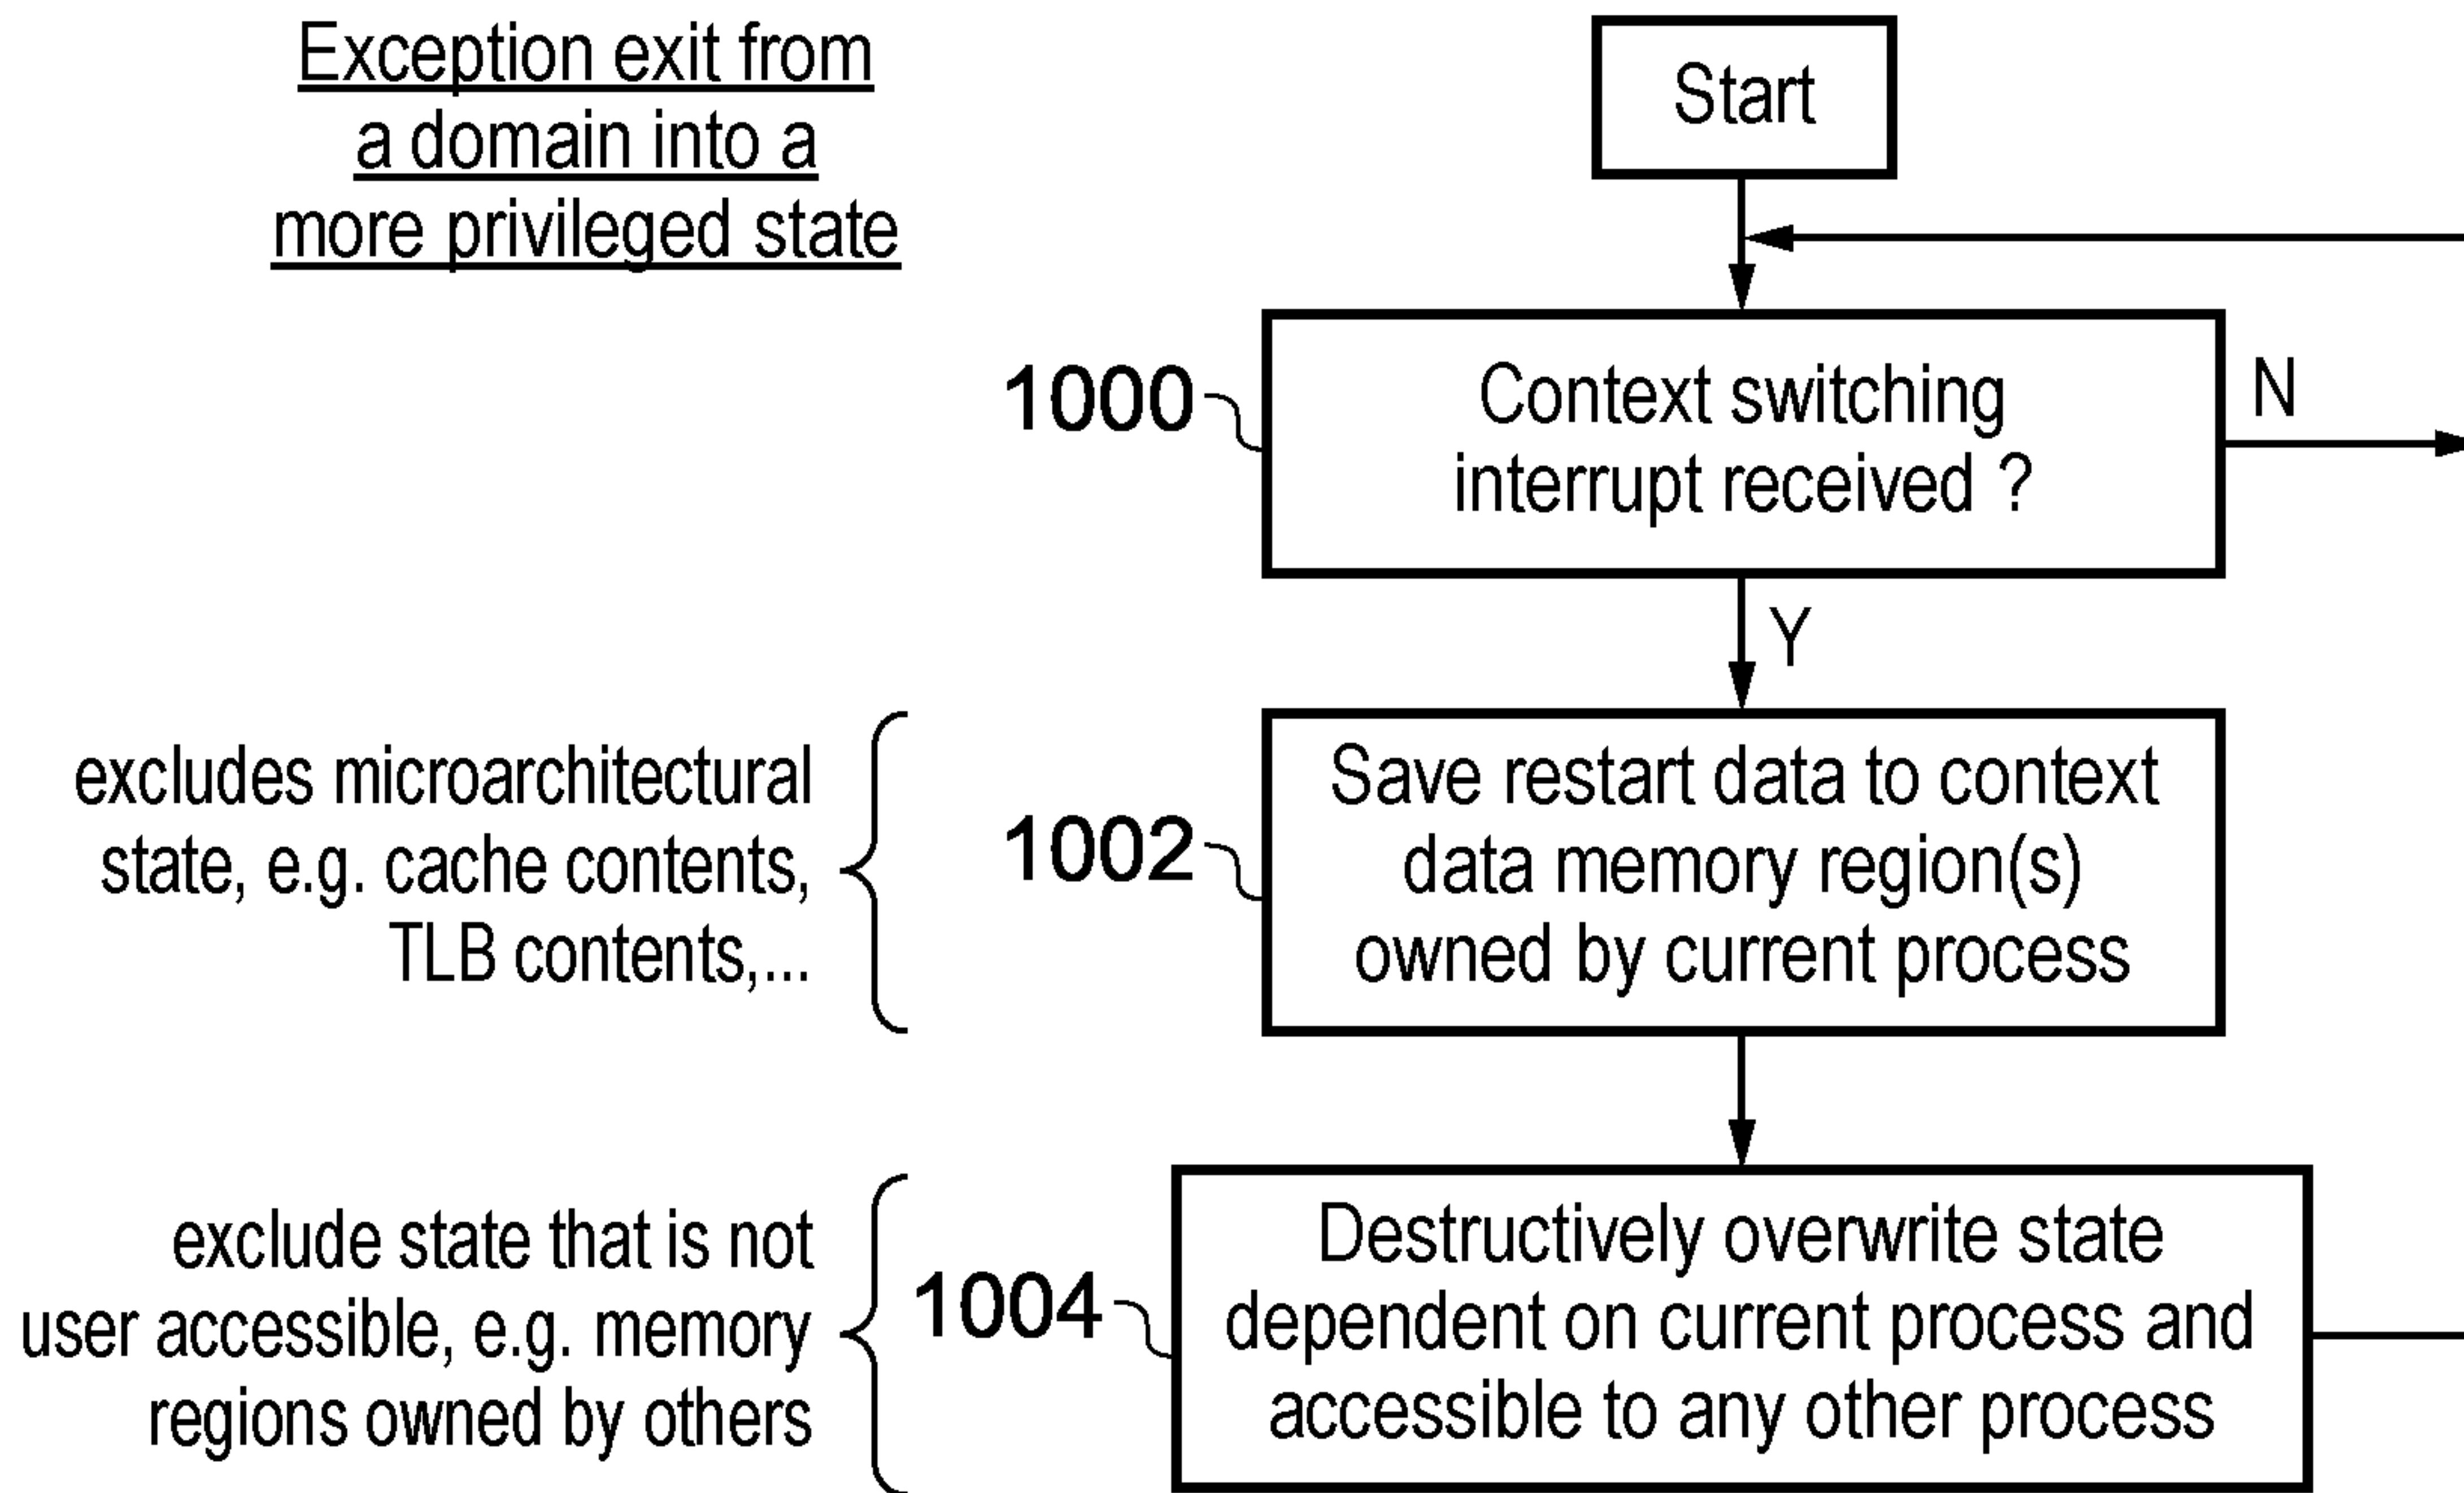 Exception exit from
a domain into a
more privileged state
Start
1000
Context switching
interrupt received ?
N
Y
excludes microarchitectural
state, e.g. cache contents,
TLB contents,...
1002
Save restart data to context
data memory region(s)
owned by current process
exclude state that is not
user accessible, e.g. memory
regions owned by others
1004
Destructively overwrite state
dependent on current process and
accessible to any other process